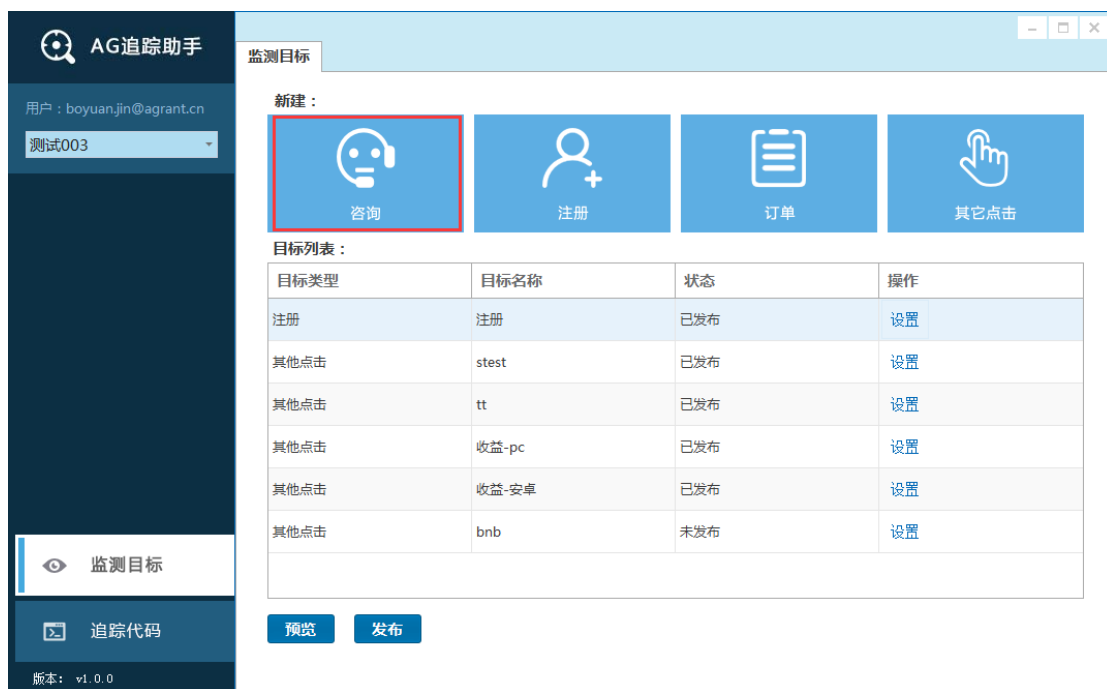 AG追踪助手
监测目标
用户：boyuan.jin@agrant.cn
测试003
新建：
咨询 注册 订单 其它点击
目标列表：
目标类型 目标名称 状态 操作
注册 注册 已发布 设置
其他点击 stest 已发布 设置
其他点击 tt 已发布 设置
其他点击 收益-pc 已发布 设置
其他点击 收益-安卓 已发布 设置
其他点击 bnb 未发布 设置
监测目标
追踪代码
预览 发布
版本： v1.0.0